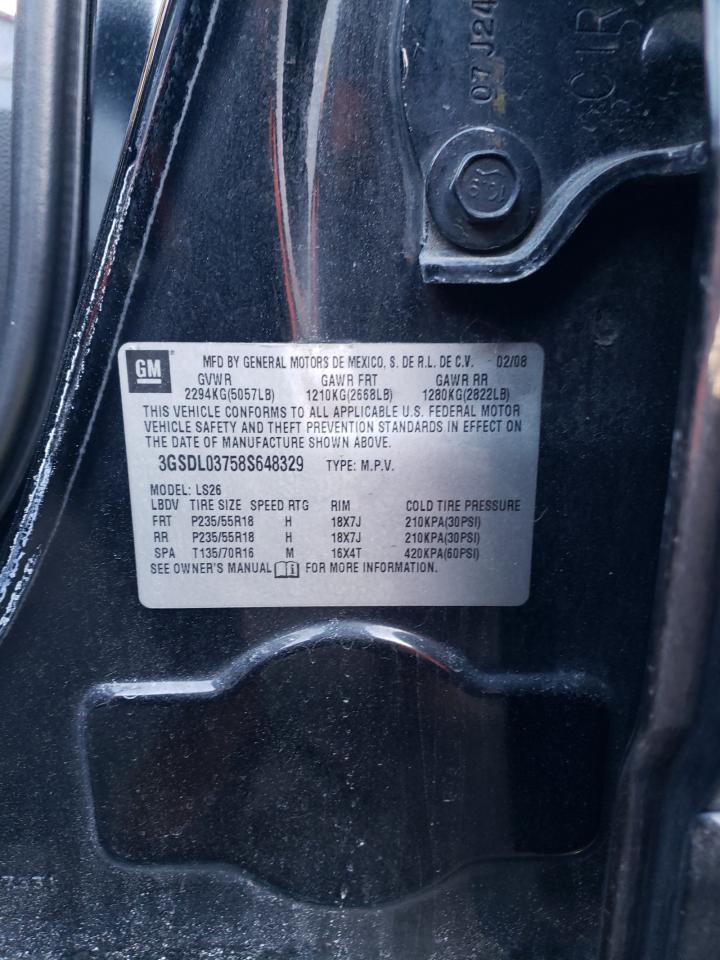 07 J24
CIR
GM MFD BY GENERAL MOTORS DE MEXICO, S. DE R.L. DE C.V. 02/08
GVWR GAWR FRT GAWR RR
2294KG(5057LB) 1210KG(2668LB) 1280KG(2822LB)
THIS VEHICLE CONFORMS TO ALL APPLICABLE U.S. FEDERAL MOTOR
VEHICLE SAFETY AND THEFT PREVENTION STANDARDS IN EFFECT ON
THE DATE OF MANUFACTURE SHOWN ABOVE.
3GSDL03758S648329 TYPE: M.P.V.
MODEL: LS26
LBDV TIRE SIZE SPEED RTG RIM COLD TIRE PRESSURE
FRT P235/55R18 H 18X7J 210KPA(30PSI)
RR P235/55R18 H 18X7J 210KPA(30PSI)
SPA T135/70R16 M 16X4T 420KPA(60PSI)
SEE OWNER'S MANUAL i FOR MORE INFORMATION.